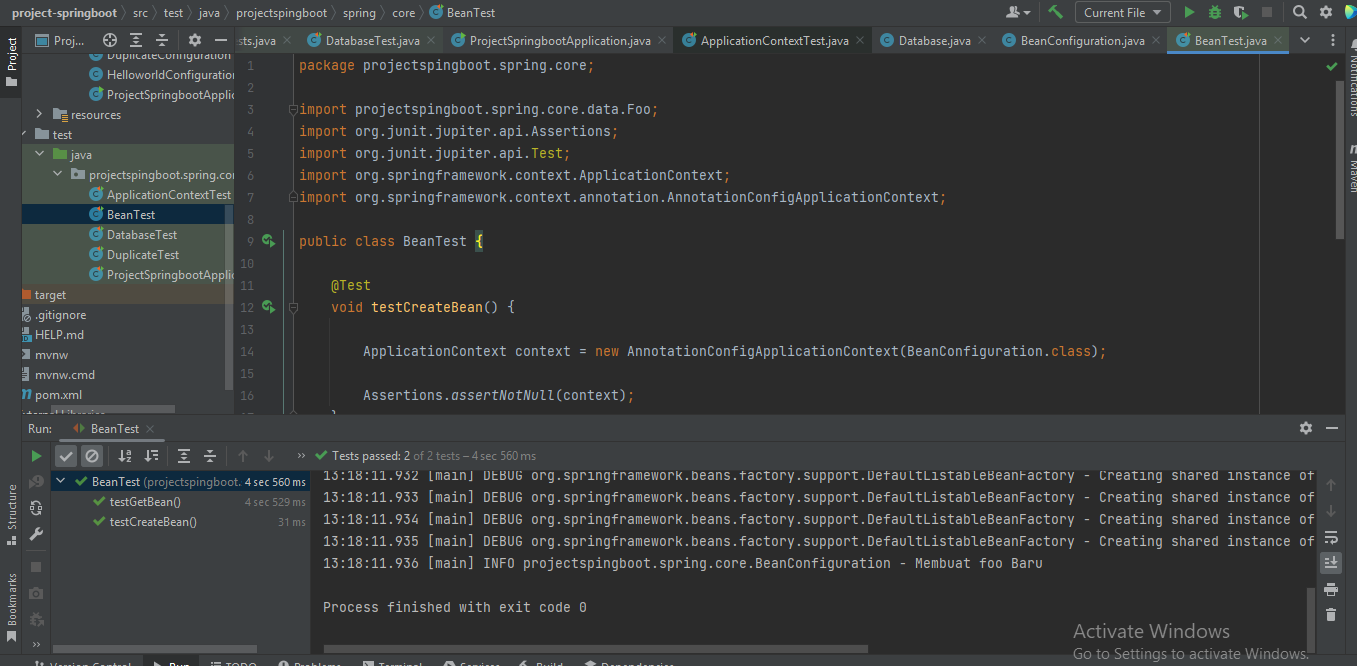 project-springboot src test java projectspingboot spring core BeanTest
Current File
Project
Proj...
sts.java DatabaseTest.java ProjectSpringbootApplication.java ApplicationContextTest.java Database.java BeanConfiguration.java BeanTest.java
Notifications
Maven
DuplicateConfiguration
HelloworldConfiguration
ProjectSpringbootApplic
resources
test
java
projectspingboot.spring.cor
ApplicationContextTest
BeanTest
DatabaseTest
DuplicateTest
ProjectSpringbootApplic
target
.gitignore
HELP.md
mvnw
mvnw.cmd
pom.xml
xternal Libraries
1 package projectspingboot.spring.core;
2
3 import projectspingboot.spring.core.data.Foo;
4 import org.junit.jupiter.api.Assertions;
5 import org.junit.jupiter.api.Test;
6 import org.springframework.context.ApplicationContext;
7 import org.springframework.context.annotation.AnnotationConfigApplicationContext;
8
9 public class BeanTest {
10
11 @Test
12 void testCreateBean() {
13
14 ApplicationContext context = new AnnotationConfigApplicationContext(BeanConfiguration.class);
15
16 Assertions.assertNotNull(context);
17 }
Run: BeanTest
Tests passed: 2 of 2 tests – 4 sec 560 ms
BeanTest (projectspingboot. 4 sec 560 ms
testGetBean() 4 sec 529 ms
testCreateBean() 31 ms
13:18:11.932 [main] DEBUG org.springframework.beans.factory.support.DefaultListableBeanFactory - Creating shared instance of
13:18:11.933 [main] DEBUG org.springframework.beans.factory.support.DefaultListableBeanFactory - Creating shared instance of
13:18:11.934 [main] DEBUG org.springframework.beans.factory.support.DefaultListableBeanFactory - Creating shared instance of
13:18:11.935 [main] DEBUG org.springframework.beans.factory.support.DefaultListableBeanFactory - Creating shared instance of
13:18:11.936 [main] INFO projectspingboot.spring.core.BeanConfiguration - Membuat foo Baru
Process finished with exit code 0
Structure
Bookmarks
Activate Windows
Go to Settings to activate Windows.
Version Control Run TODO Problems Terminal Services Build Dependencies